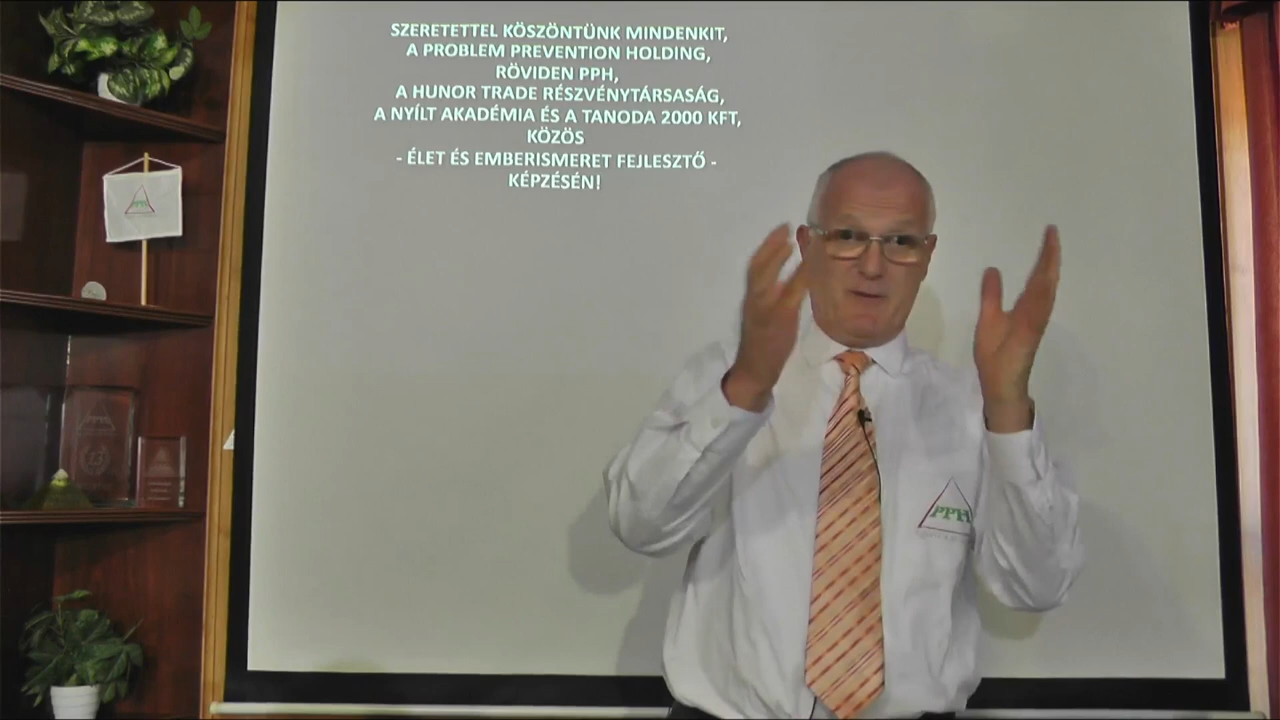 SZERETETTEL KÖSZÖNTÜNK MINDENKIT,
A PROBLEM PREVENTION HOLDING,
RÖVIDEN PPH,
A HUNOR TRADE RÉSZVÉNYTÁRSASÁG,
A NYÍLT AKADÉMIA ÉS A TANODA 2000 KFT,
KÖZÖS
- ÉLET ÉS EMBERISMERET FEJLESZTŐ -
KÉPZÉSÉN!
PPH
PPH
13